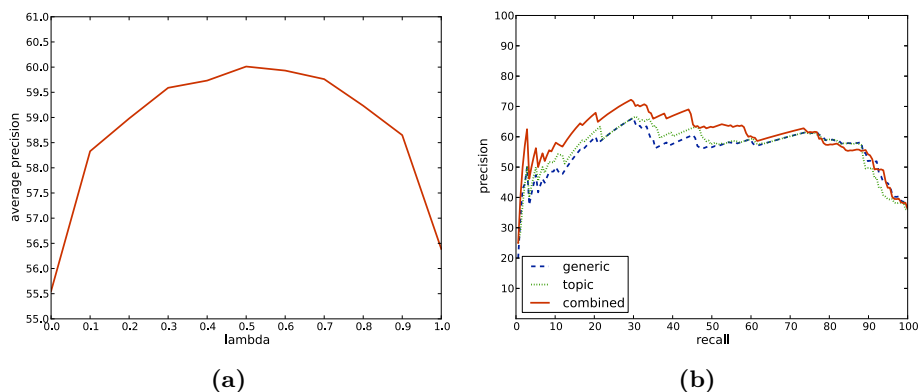 61.0
60.5
60.0
59.5
59.0
58.5
58.0
57.5
57.0
56.5
56.0
55.5
55.0
average precision
0.0 0.1 0.2 0.3 0.4 0.5 0.6 0.7 0.8 0.9 1.0
lambda
(a)
100
90
80
70
60
50
40
30
20
10
precision
generic
topic
combined
0 10 20 30 40 50 60 70 80 90 100
recall
(b)